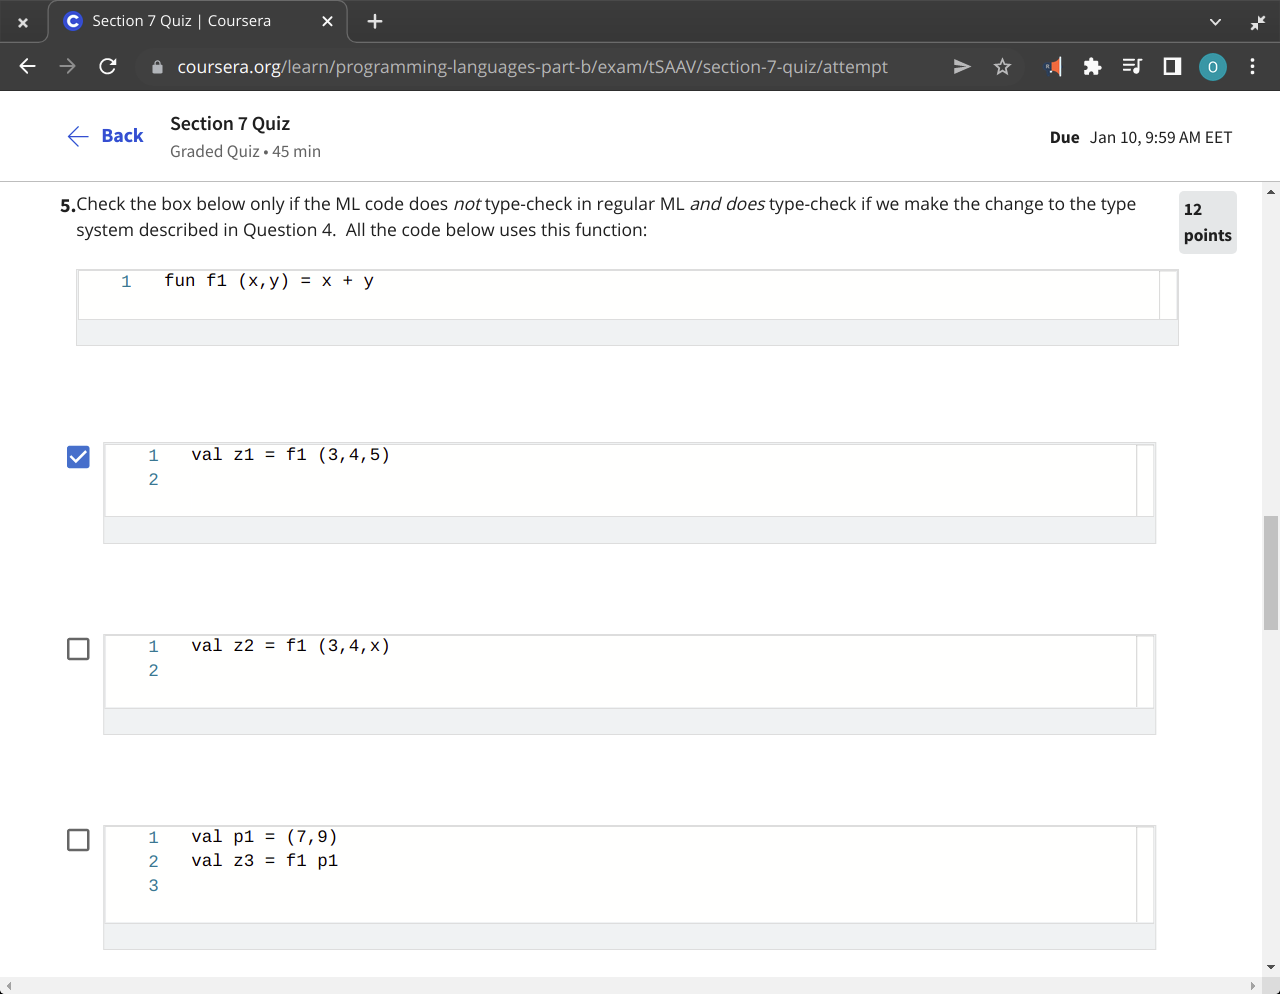 Section 7 Quiz | Coursera
coursera.org/learn/programming-languages-part-b/exam/tSAAV/section-7-quiz/attempt
O
Back
Section 7 Quiz
Graded Quiz • 45 min
Due Jan 10, 9:59 AM EET
5. Check the box below only if the ML code does not type-check in regular ML and does type-check if we make the change to the type
system described in Question 4. All the code below uses this function:
12
points
1 fun f1 (x,y) = x + y
1 val z1 = f1 (3,4,5)
2
1 val z2 = f1 (3,4,x)
2
1 val p1 = (7,9)
2 val z3 = f1 p1
3